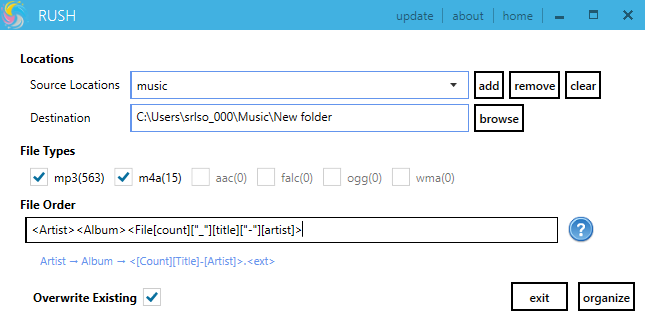 RUSH update about home
Locations
Source Locations music add remove clear
Destination C:\Users\srlso_000\Music\New folder browse
File Types
mp3(563) m4a(15) aac(0) falc(0) ogg(0) wma(0)
File Order
<Artist><Album><File[count]["_"][title]["-"][artist]> ?
Artist → Album → <[Count][Title]-[Artist]>.<ext>
Overwrite Existing exit organize